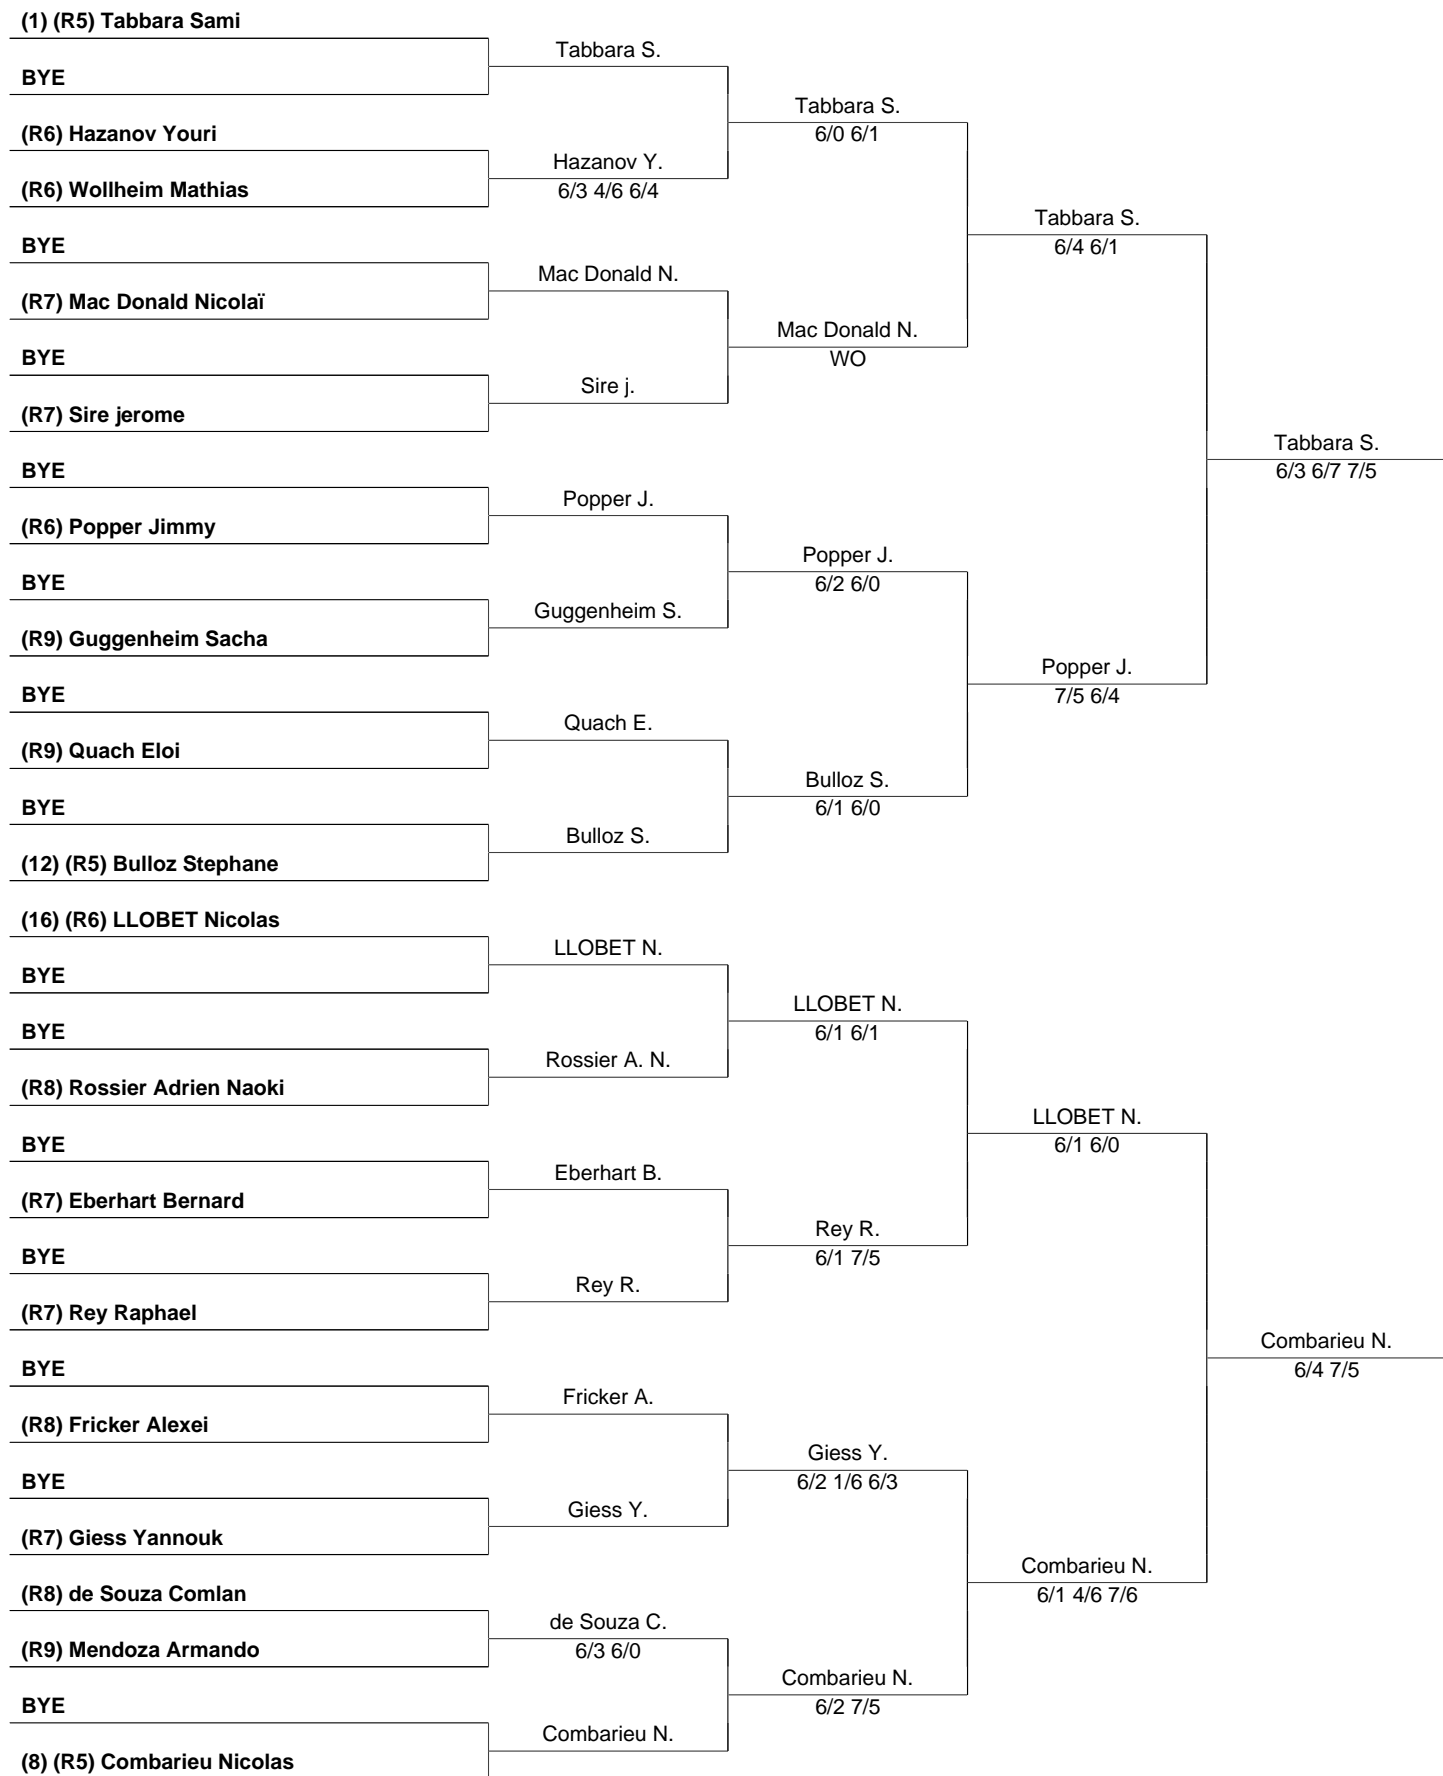 (1) (R5) Tabbara Sami
Tabbara S.
BYE
Tabbara S.
6/0 6/1
(R6) Hazanov Youri
Hazanov Y.
6/3 4/6 6/4
(R6) Wollheim Mathias
Tabbara S.
6/4 6/1
BYE
Mac Donald N.
(R7) Mac Donald Nicolaï
Mac Donald N.
WO
BYE
Sire j.
(R7) Sire jerome
Tabbara S.
6/3 6/7 7/5
BYE
Popper J.
(R6) Popper Jimmy
Popper J.
6/2 6/0
BYE
Guggenheim S.
(R9) Guggenheim Sacha
Popper J.
7/5 6/4
BYE
Quach E.
(R9) Quach Eloi
Bulloz S.
6/1 6/0
BYE
Bulloz S.
(12) (R5) Bulloz Stephane
(16) (R6) LLOBET Nicolas
LLOBET N.
BYE
LLOBET N.
6/1 6/1
BYE
Rossier A. N.
(R8) Rossier Adrien Naoki
LLOBET N.
6/1 6/0
BYE
Eberhart B.
(R7) Eberhart Bernard
Rey R.
6/1 7/5
BYE
Rey R.
(R7) Rey Raphael
Combarieu N.
6/4 7/5
BYE
Fricker A.
(R8) Fricker Alexei
Giess Y.
6/2 1/6 6/3
BYE
Giess Y.
(R7) Giess Yannouk
Combarieu N.
6/1 4/6 7/6
(R8) de Souza Comlan
de Souza C.
6/3 6/0
(R9) Mendoza Armando
Combarieu N.
6/2 7/5
BYE
Combarieu N.
(8) (R5) Combarieu Nicolas